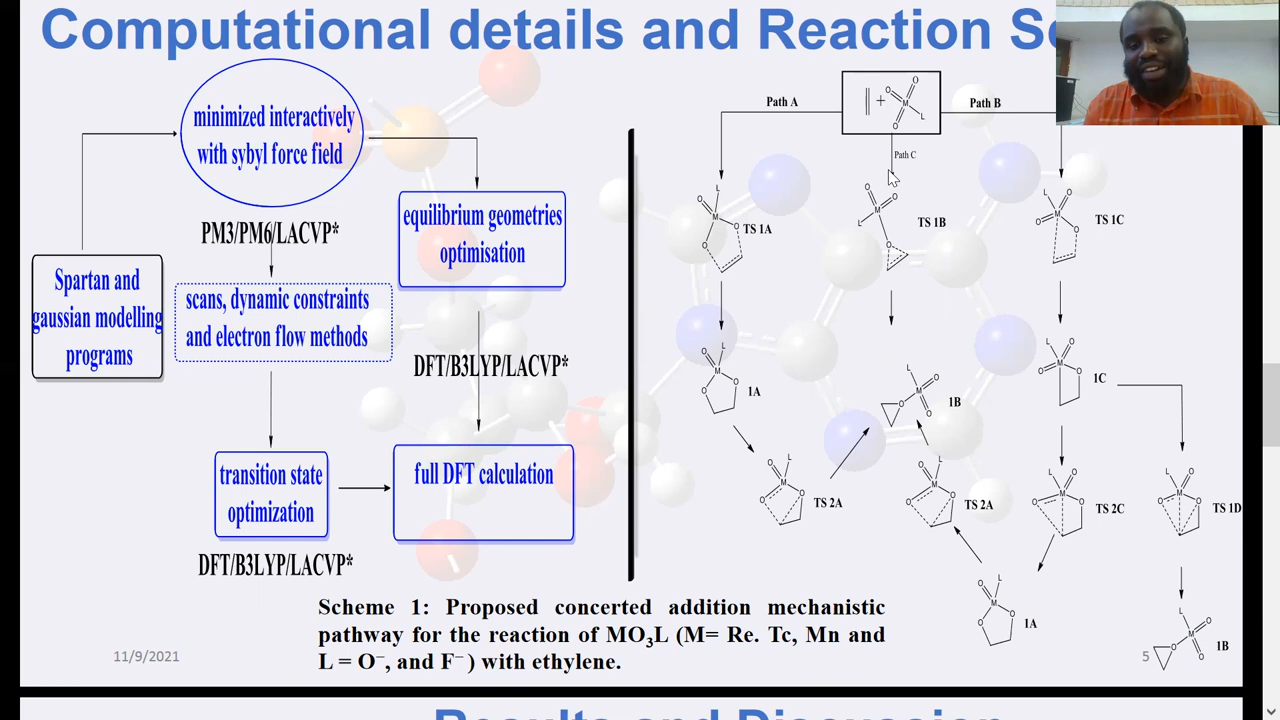 Computational details and Reaction
minimized interactively
with sybyl force field
PM3/PM6/LACVP*
equilibrium geometries
optimisation
Spartan and
gaussian modelling
programs
scans, dynamic constraints
and electron flow methods
DFT/B3LYP/LACVP*
transition state
optimization
full DFT calculation
DFT/B3LYP/LACVP*
Path A
Path B
Path C
TS 1A
TS 1B
TS 1C
1A
1B
1C
TS 2A
TS 2A
TS 2C
TS 1D
1A
1B
Scheme 1: Proposed concerted addition mechanistic
pathway for the reaction of MO₃L (M= Re. Tc, Mn and
L = O⁻, and F⁻ ) with ethylene.
11/9/2021
5
Results and Discussion